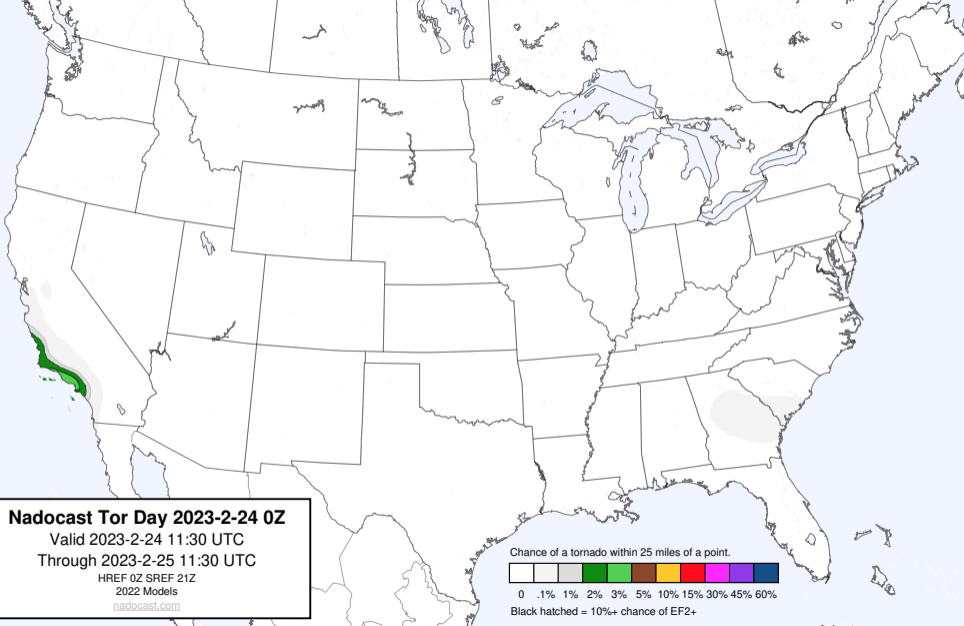 Nadocast Tor Day 2023-2-24 0Z
Valid 2023-2-24 11:30 UTC
Through 2023-2-25 11:30 UTC
HREF 0Z SREF 21Z
2022 Models
nadocast.com
Chance of a tornado within 25 miles of a point.
0 .1% 1% 2% 3% 5% 10% 15% 30% 45% 60%
Black hatched = 10%+ chance of EF2+